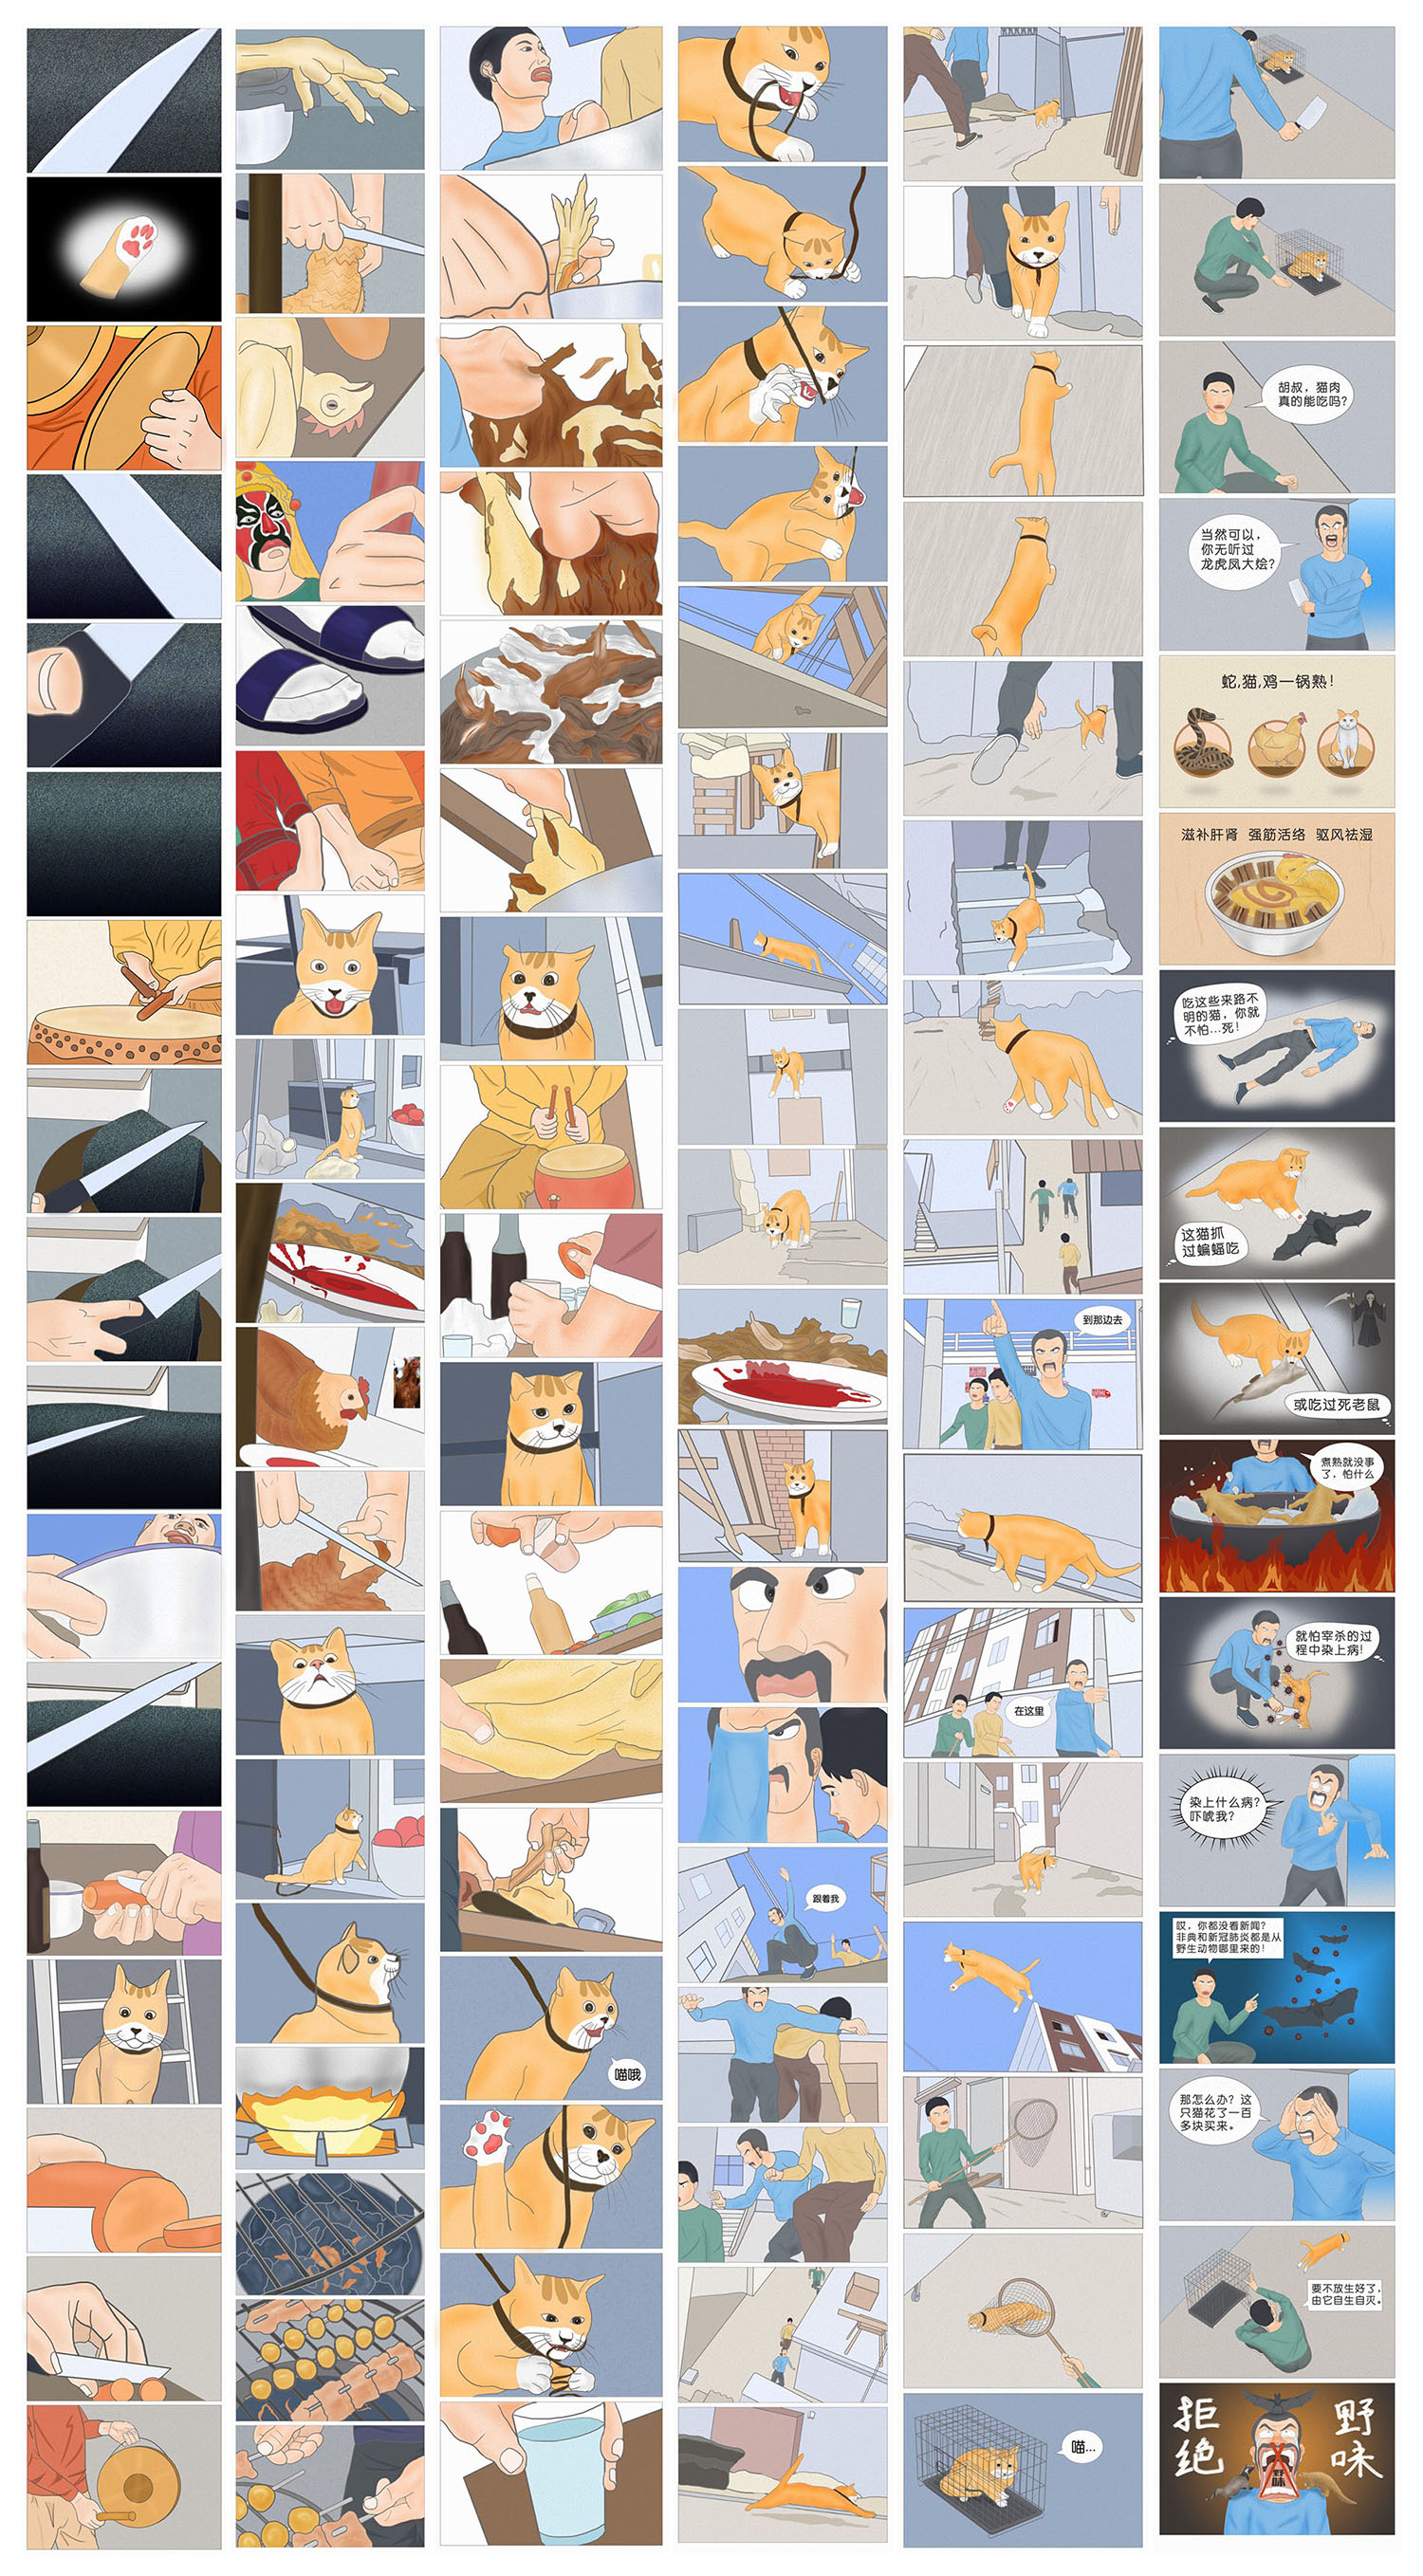 喵哦
跟着我
到那边去
在这里
喵...
胡叔，猫肉
真的能吃吗？
当然可以，
你无听过
龙虎凤大烩？
蛇，猫，鸡一锅熟！
滋补肝肾 强筋活络 驱风祛湿
吃这些来路不
明的猫，你就
不怕...死！
这猫抓
过蝙蝠吃
或吃过死老鼠
煮熟就没事
了，怕什么
就怕宰杀的过
程中染上病！
染上什么病？
吓唬我？
哎，你都没看新闻？
非典和新冠肺炎都是从
野生动物哪里来的！
那怎么办？这
只猫花了一百
多块买来。
要不放生好了，
由它自生自灭。
拒绝
野味
野味